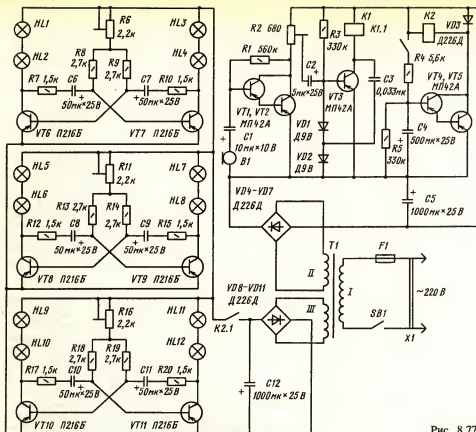 HL1
R6
2,2к
HL3
HL2
R8
2,7к
R9
2,7к
HL4
R7 1,5к
C6
C7
R10 1,5к
+
50мк×25В
+
50мк×25В
VT6 П216Б
VT7 П216Б
HL5
R11
2,2к
HL7
HL6
R13 2,7к
R14
2,7к
HL8
R12 1,5к
C8
C9
R15 1,5к
+
50мк×25В
+
50мк×25В
VT8 П216Б
VT9 П216Б
HL9
R16
2,2к
HL11
HL10
R18
2,7к
R19
2,7к
HL12
R17 1,5к
C10
C11
R20 1,5к
+
50мк×25В
+
50мк×25В
VT10 П216Б
VT11 П216Б
R2 680
R1 560к
C2
+
5мк×25В
VT1, VT2
МП42А
C1
10мк×10В
B1
R3
330к
K1
K1.1
C3
0,033мк
VT3
МП42А
VD1
Д9В
VD2
Д9В
K2
VD3
Д226Д
R4 5,6к
VT4, VT5
МП42А
R5
330к
C4
500мк×25В
+
+
C5
1000мк×25В
VD4-VD7
Д226Д
T1
F1
II
I
III
~220В
SB1
X1
VD8-VD11
Д226Д
K2.1
+
C12
1000мк×25В
Рис. 8.77